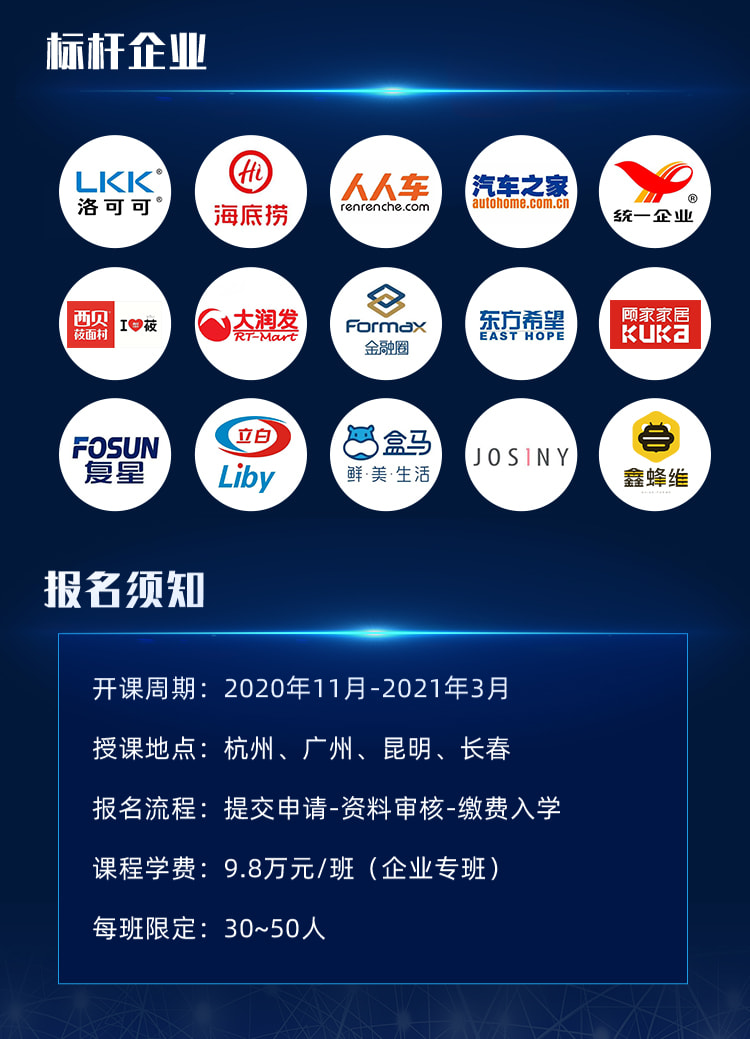 标杆企业
LKK®
洛可可®
Hi
海底捞
人人车
renrenche.com
汽车之家
autohome.com.cn
®
统一企业
西贝
莜面村
I 莜
大润发
RT-Mart
Formax
金融圈
东方希望
EAST HOPE
顾家家居
KUKA
FOSUN
复星
立白
Liby
盒马
鲜·美·生活
JOSINY
鑫蜂维
报名须知
开课周期：2020年11月-2021年3月
授课地点：杭州、广州、昆明、长春
报名流程：提交申请-资料审核-缴费入学
课程学费：9.8万元/班（企业专班）
每班限定：30~50人